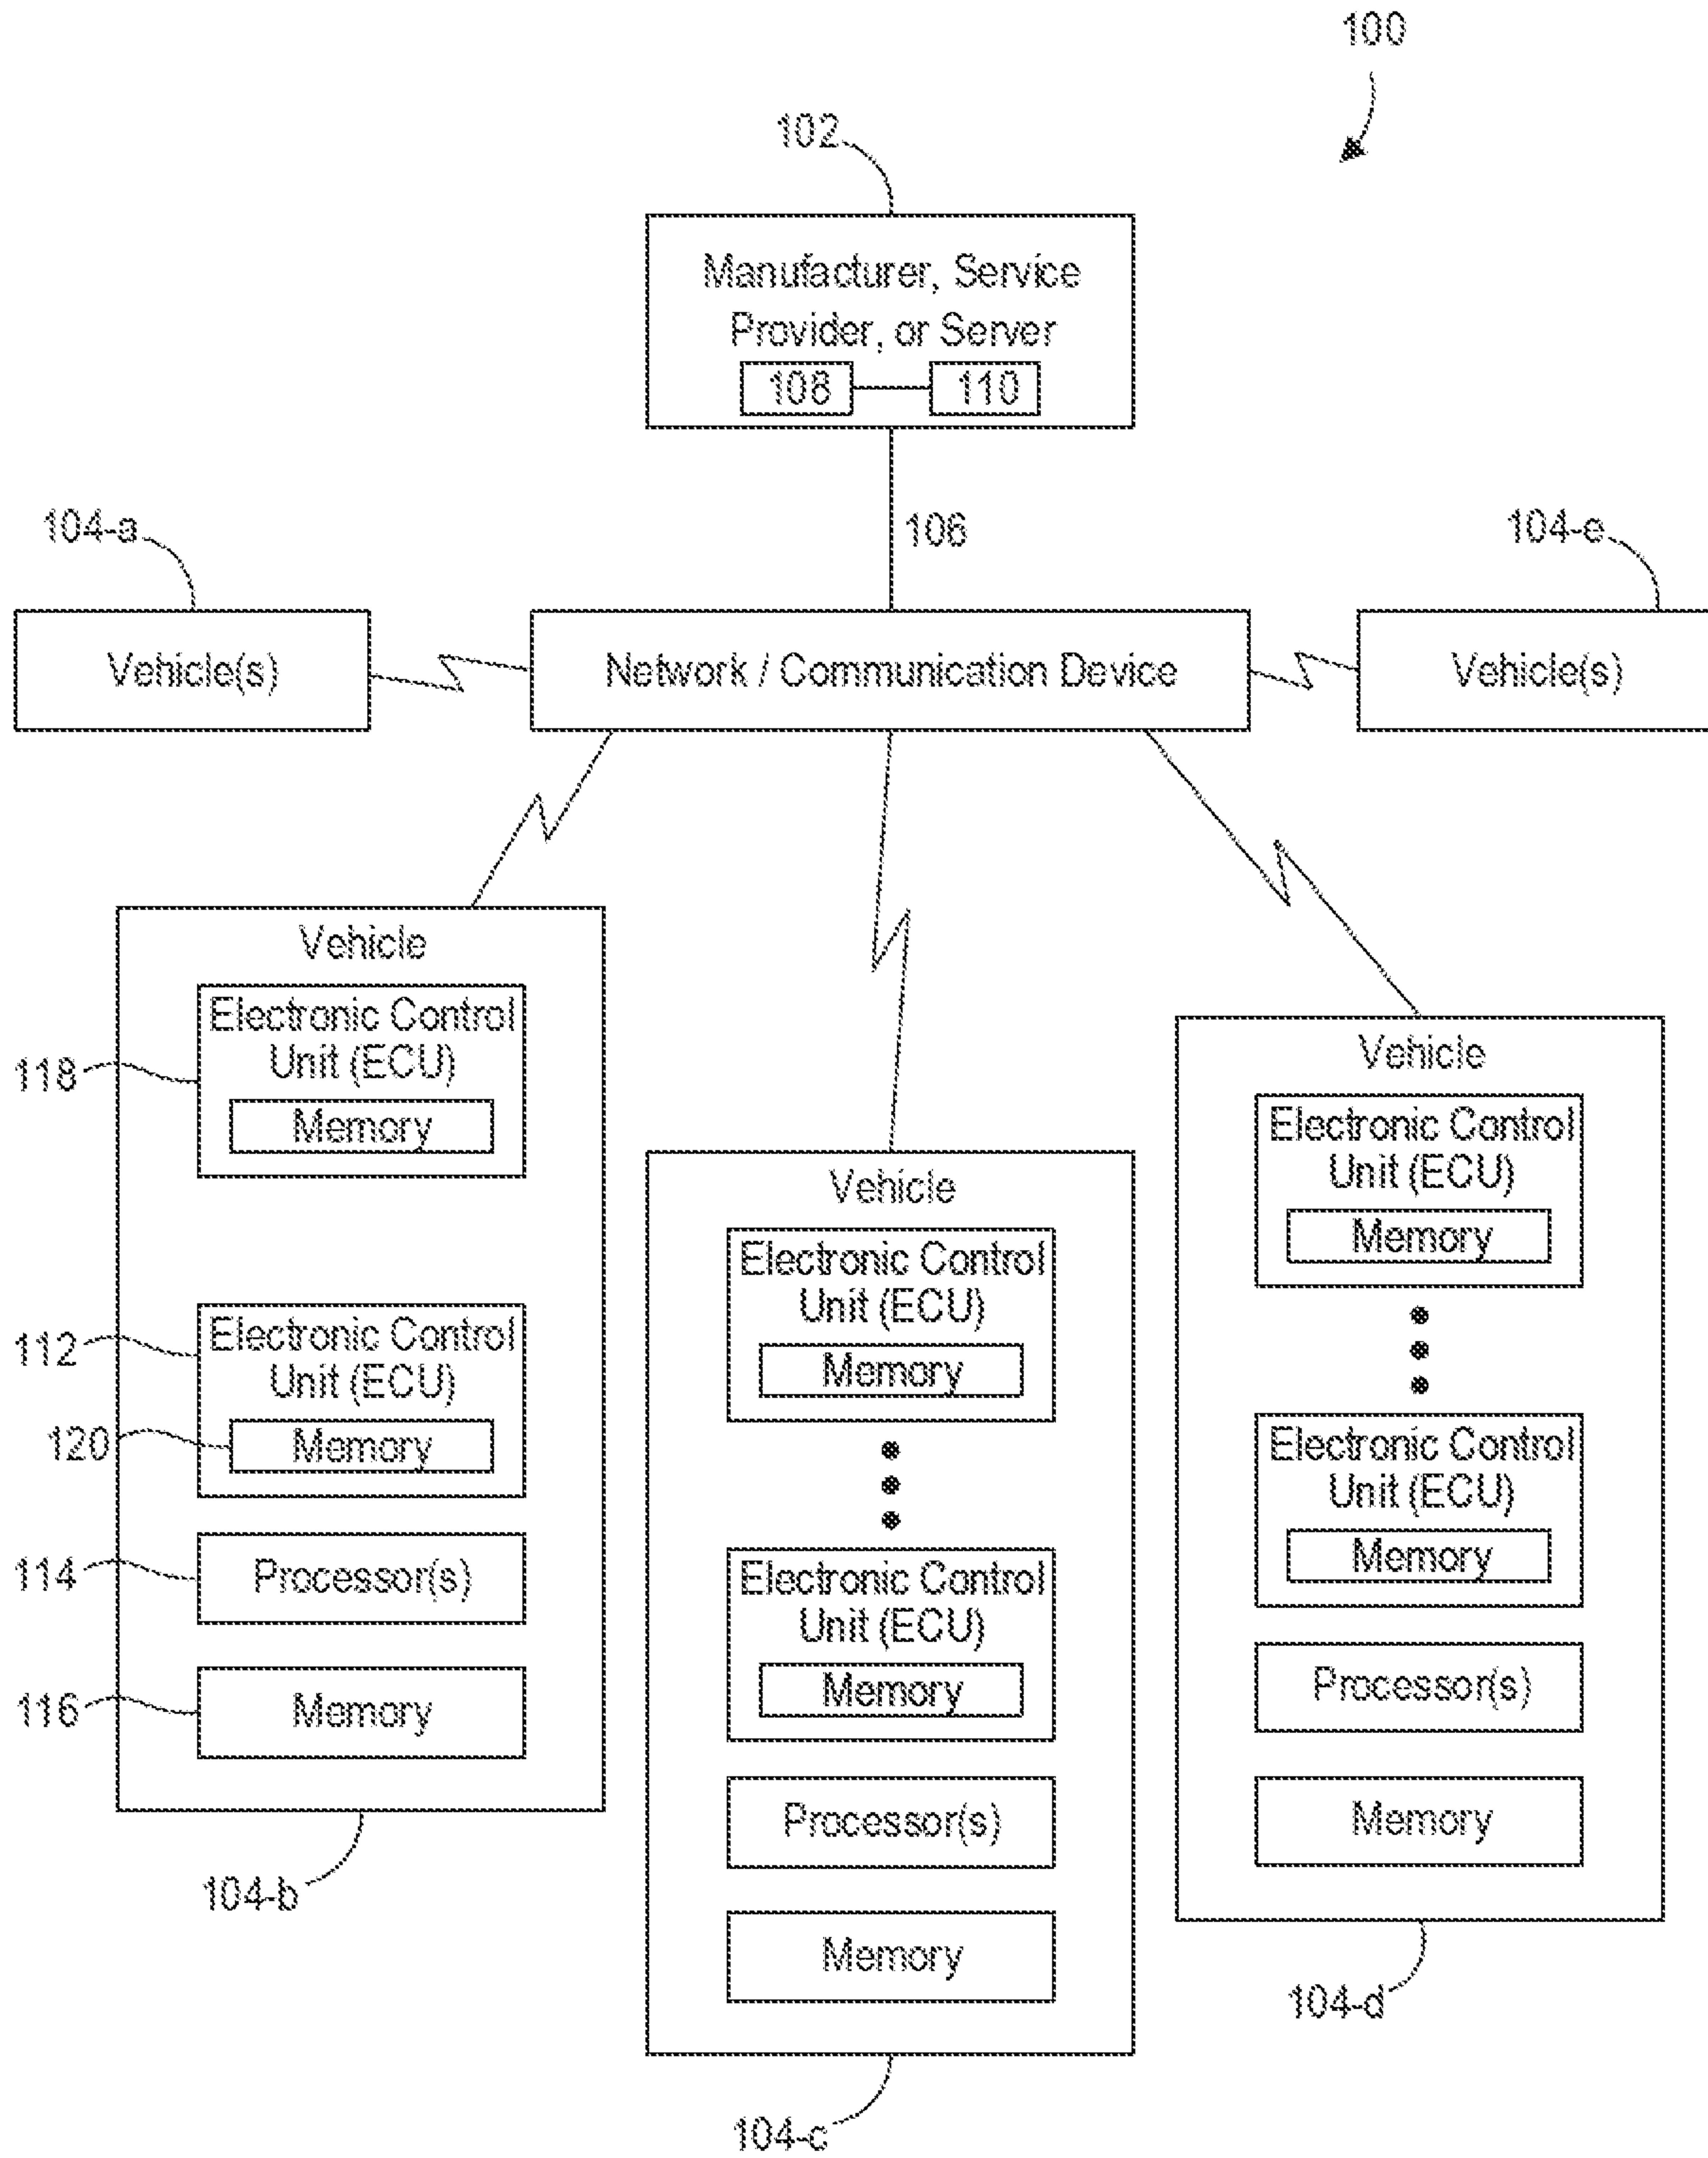 100
102
Manufacturer, Service
Provider, or Server
108
110
106
104-a
104-e
Vehicle(s)
Network / Communication Device
Vehicle(s)
Vehicle
Electronic Control
Unit (ECU)
Memory
118
Electronic Control
Unit (ECU)
Memory
112
120
Processor(s)
114
Memory
116
104-b
Vehicle
Electronic Control
Unit (ECU)
Memory
Electronic Control
Unit (ECU)
Memory
Processor(s)
Memory
104-c
Vehicle
Electronic Control
Unit (ECU)
Memory
Electronic Control
Unit (ECU)
Memory
Processor(s)
Memory
104-d